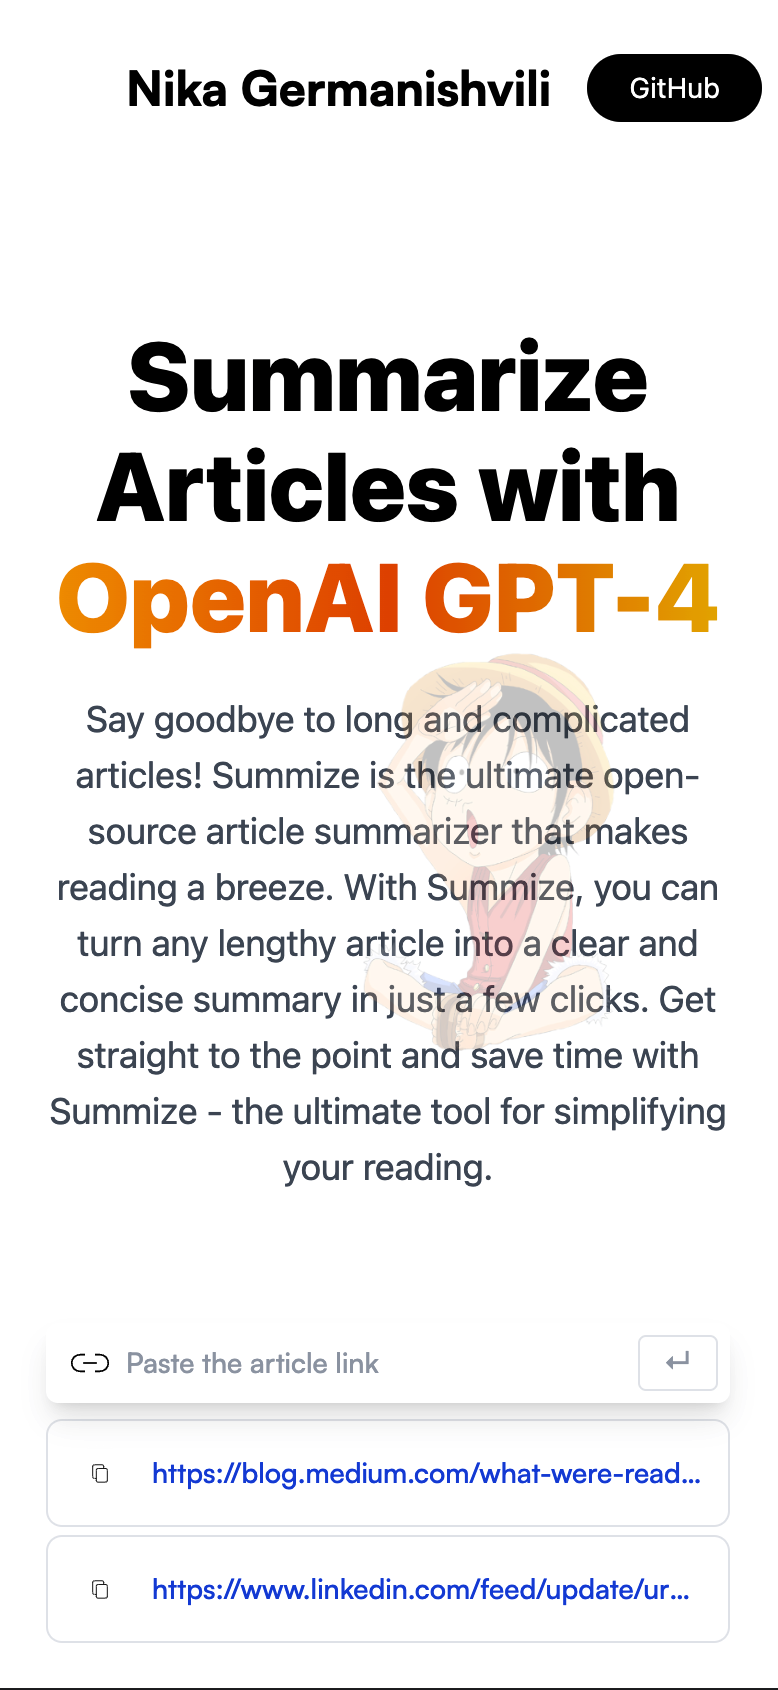 Nika Germanishvili
GitHub
Summarize
Articles with
OpenAI GPT-4
Say goodbye to long and complicated
articles! Summize is the ultimate open-
source article summarizer that makes
reading a breeze. With Summize, you can
turn any lengthy article into a clear and
concise summary in just a few clicks. Get
straight to the point and save time with
Summize - the ultimate tool for simplifying
your reading.
Paste the article link
https://blog.medium.com/what-were-read...
https://www.linkedin.com/feed/update/ur...